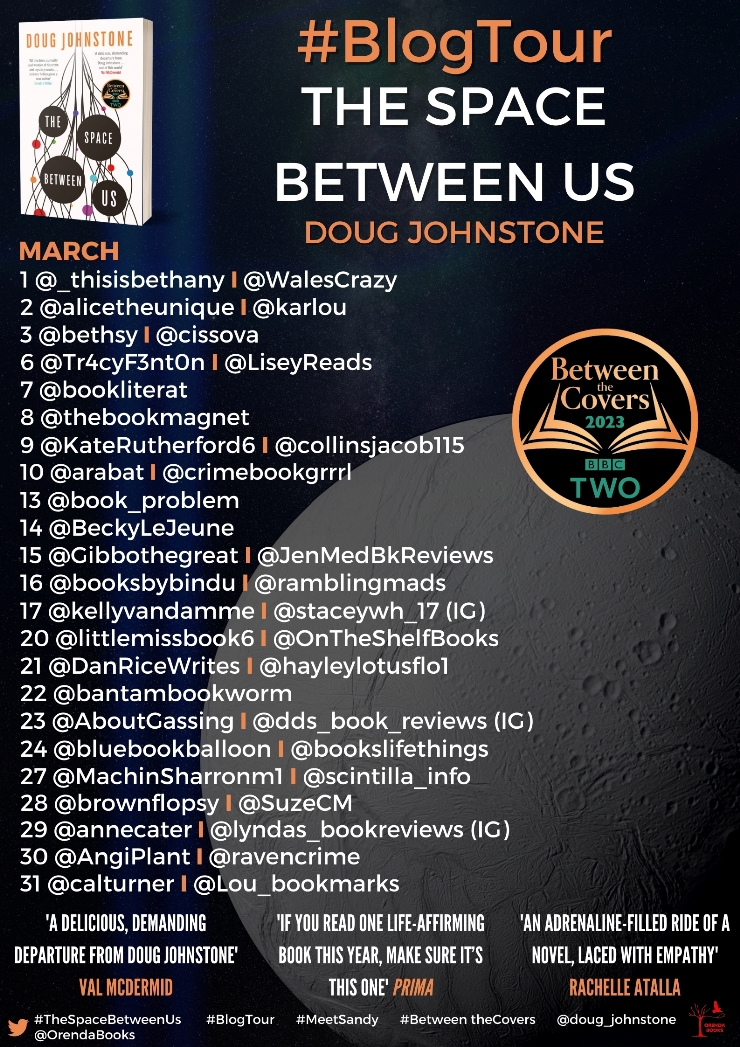 DOUG JOHNSTONE
Between
the
Covers
TWO
THE
SPACE
BETWEEN
US
#BlogTour
THE SPACE
BETWEEN US
DOUG JOHNSTONE
MARCH
1 @_thisisbethany I @WalesCrazy
2 @alicetheunique I @karlou
3 @bethsy I @cissova
6 @Tr4cyF3nt0n I @LiseyReads
7 @bookliterat
8 @thebookmagnet
9 @KateRutherford6 I @collinsjacob115
10 @arabat I @crimebookgrrrl
13 @book_problem
14 @BeckyLeJeune
15 @Gibbothegreat I @JenMedBkReviews
16 @booksbybindu I @ramblingmads
17 @kellyvandamme I @staceywh_17 (IG)
20 @littlemissbook6 I @OnTheShelfBooks
21 @DanRiceWrites I @hayleylotusflo1
22 @bantambookworm
23 @AboutGassing I @dds_book_reviews (IG)
24 @bluebookballoon I @bookslifethings
27 @MachinSharronm1 I @scintilla_info
28 @brownflopsy I @SuzeCM
29 @annecater I @lyndas_bookreviews (IG)
30 @AngiPlant I @ravencrime
31 @calturner I @Lou_bookmarks
Between
the
Covers
2023
BBC
TWO
'A DELICIOUS, DEMANDING
DEPARTURE FROM DOUG JOHNSTONE'
VAL MCDERMID
'IF YOU READ ONE LIFE-AFFIRMING
BOOK THIS YEAR, MAKE SURE IT'S
THIS ONE' PRIMA
'AN ADRENALINE-FILLED RIDE OF A
NOVEL, LACED WITH EMPATHY'
RACHELLE ATALLA
#TheSpaceBetweenUs #BlogTour #MeetSandy #Between theCovers @doug_johnstone
@OrendaBooks
ORENDA
BOOKS